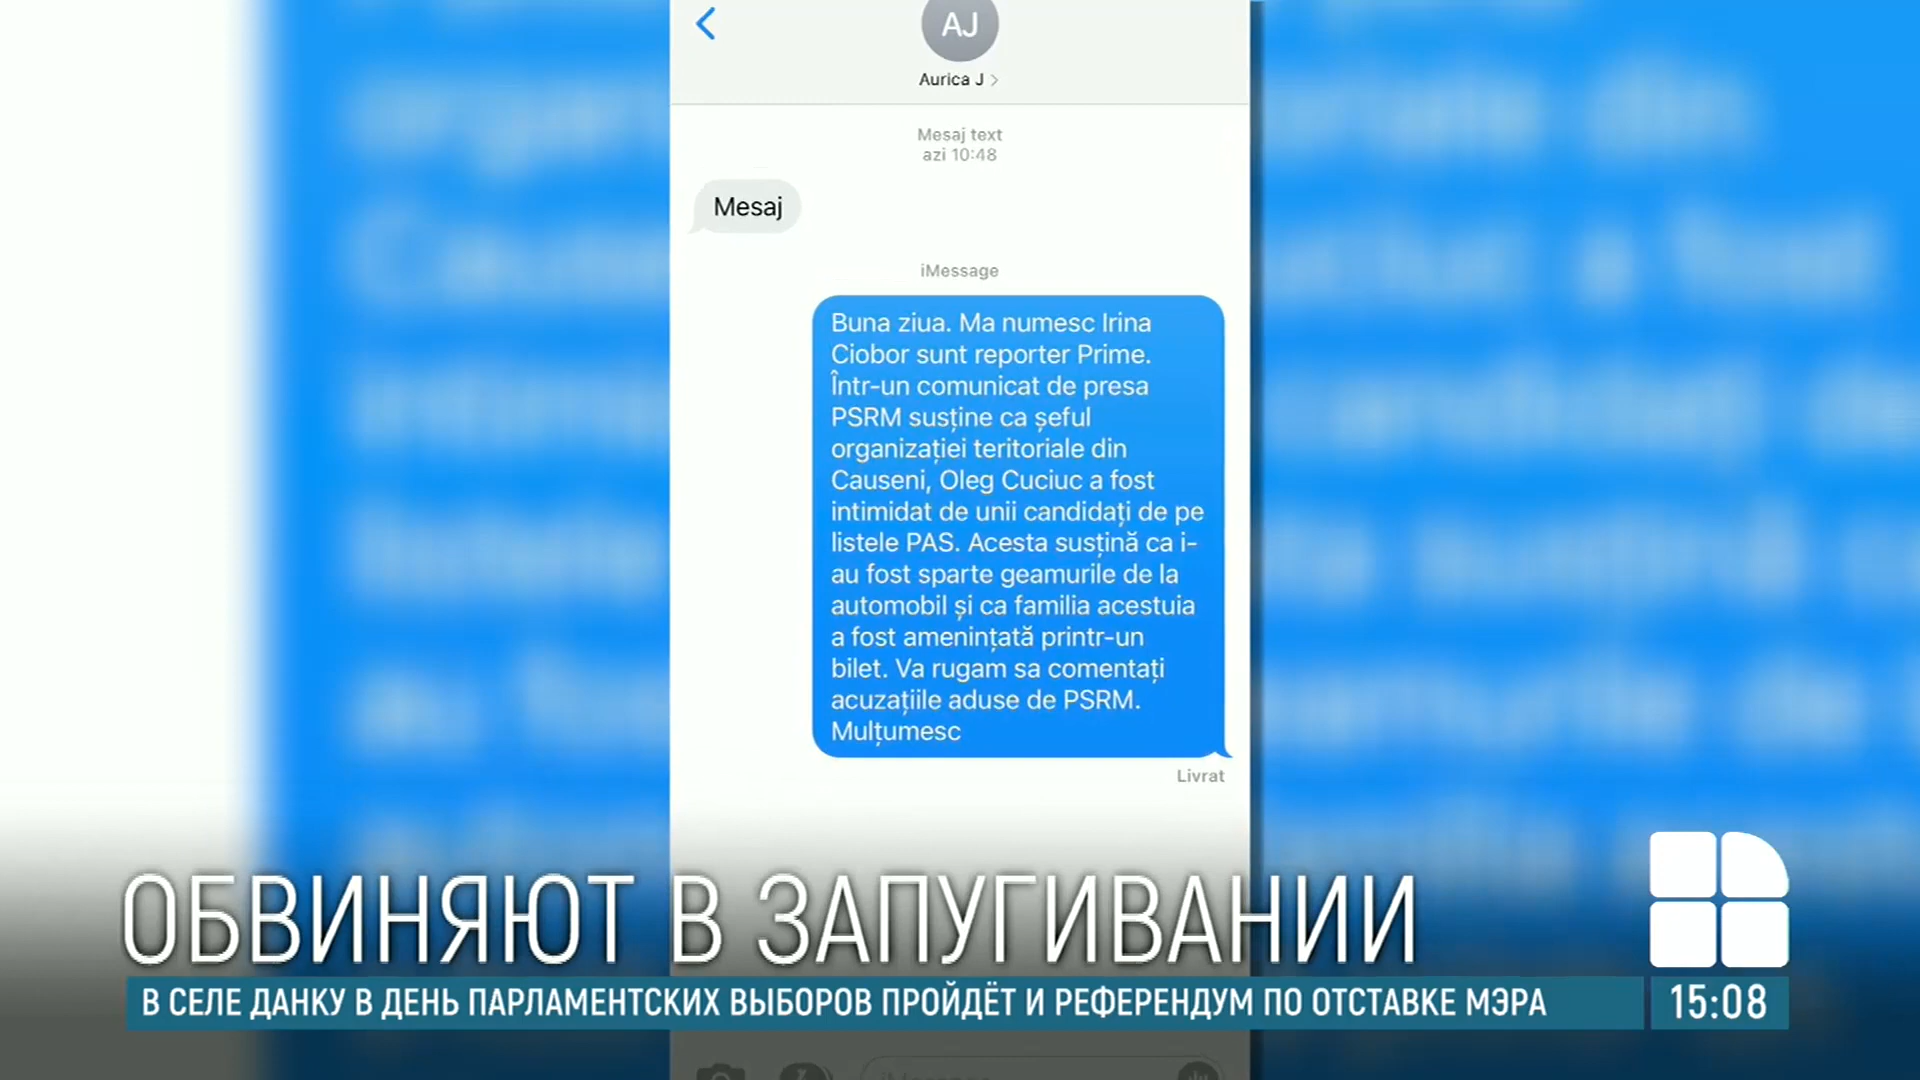 AJ
Aurica J
Mesaj text
azi 10:48
Mesaj
iMessage
Buna ziua. Ma numesc Irina
Ciobor sunt reporter Prime.
Într-un comunicat de presa
PSRM susține ca șeful
organizației teritoriale din
Causeni, Oleg Cuciuc a fost
intimidat de unii candidați de pe
listele PAS. Acesta susțină ca i-
au fost sparte geamurile de la
automobil și ca familia acestuia
a fost amenințată printr-un
bilet. Va rugam sa comentați
acuzațiile aduse de PSRM.
Mulțumesc
Livrat
ОБВИНЯЮТ В ЗАПУГИВАНИИ
В СЕЛЕ ДАНКУ В ДЕНЬ ПАРЛАМЕНТСКИХ ВЫБОРОВ ПРОЙДЁТ И РЕФЕРЕНДУМ ПО ОТСТАВКЕ МЭРА
15:08